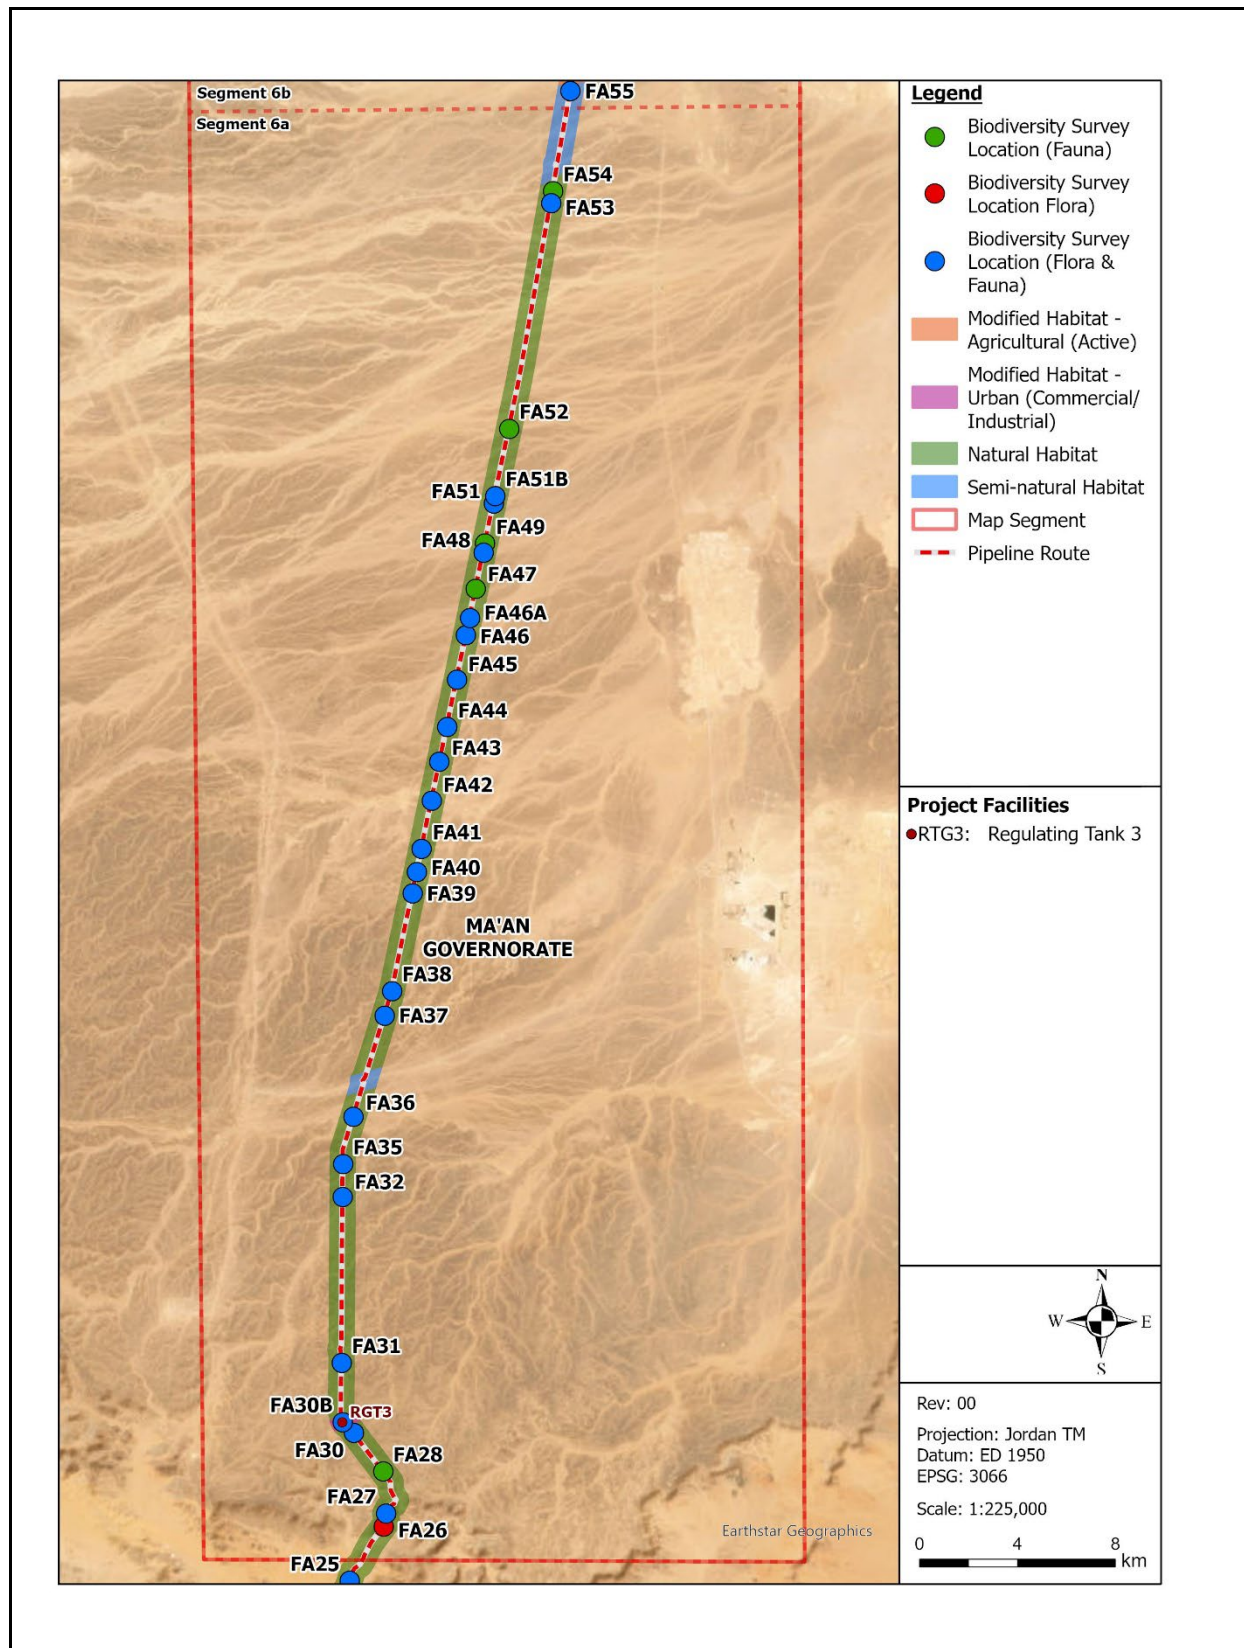 Segment 6b
Segment 6a
FA55
FA54
FA53
FA52
FA51B
FA51
FA49
FA48
FA47
FA46A
FA46
FA45
FA44
FA43
FA42
FA41
FA40
FA39
MA'AN
GOVERNORATE
FA38
FA37
FA36
FA35
FA32
FA31
FA30B
RGT3
FA30
FA28
FA27
FA26
FA25
Earthstar Geographics
Legend
Biodiversity Survey
Location (Fauna)
Biodiversity Survey
Location Flora)
Biodiversity Survey
Location (Flora &
Fauna)
Modified Habitat -
Agricultural (Active)
Modified Habitat -
Urban (Commercial/
Industrial)
Natural Habitat
Semi-natural Habitat
Map Segment
Pipeline Route
Project Facilities
RTG3: Regulating Tank 3
N
W E
S
Rev: 00
Projection: Jordan TM
Datum: ED 1950
EPSG: 3066
Scale: 1:225,000
0 4 8
km